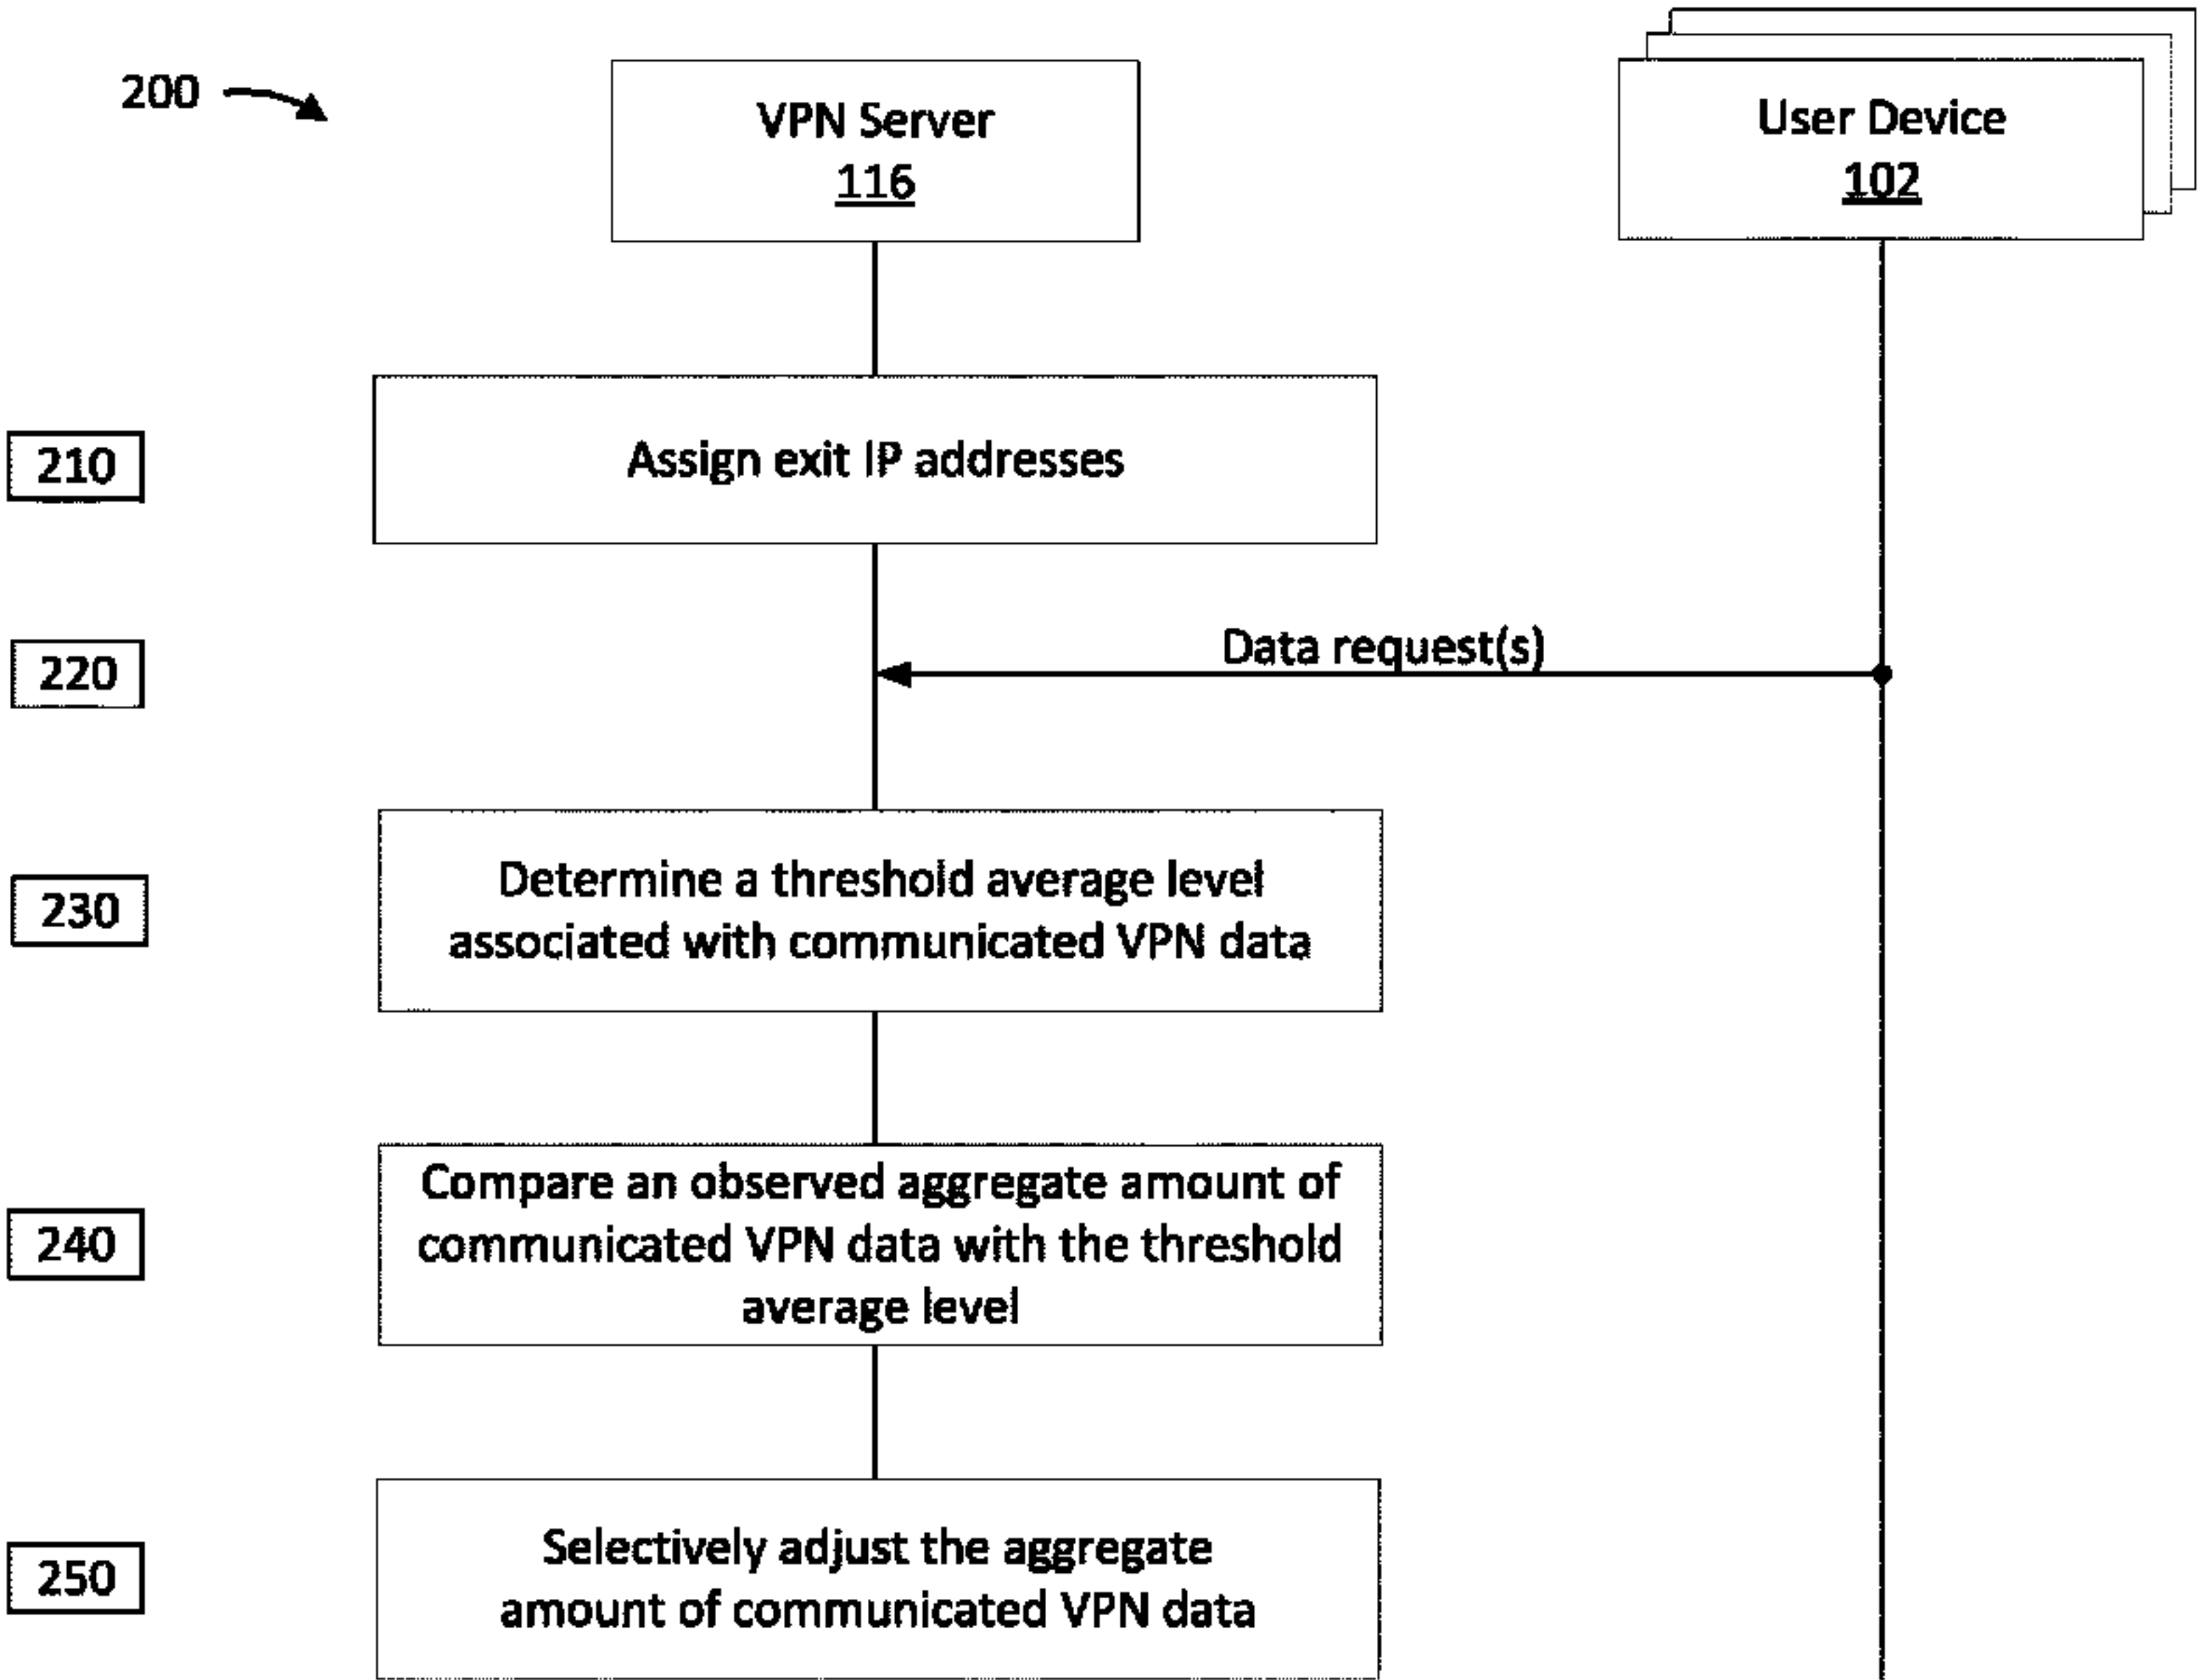 200
VPN Server
116
User Device
102
210
Assign exit IP addresses
220
Data request(s)
230
Determine a threshold average level
associated with communicated VPN data
240
Compare an observed aggregate amount of
communicated VPN data with the threshold
average level
250
Selectively adjust the aggregate
amount of communicated VPN data